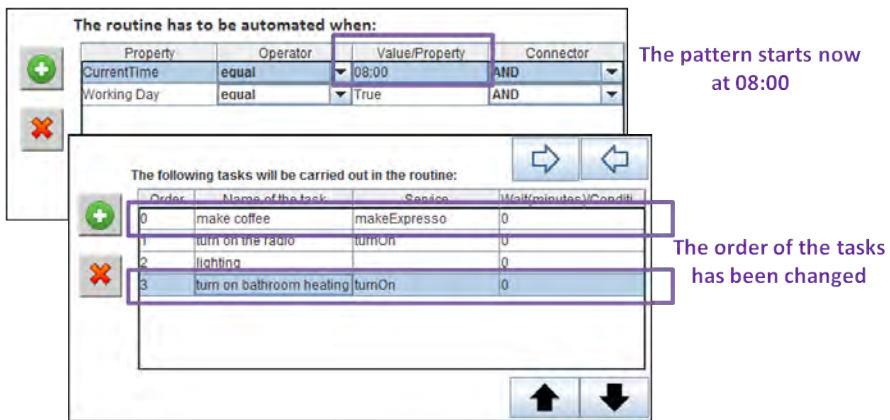 The routine has to be automated when:
Property Operator Value/Property Connector
CurrentTime equal 08:00 AND
Working Day equal True AND
The pattern starts now
at 08:00
The following tasks will be carried out in the routine:
Order Name of the task Service Wait(minutes)/Conditi...
0 make coffee makeExpresso 0
1 turn on the radio turnOn 0
2 lighting 0
3 turn on bathroom heating turnOn 0
The order of the tasks
has been changed